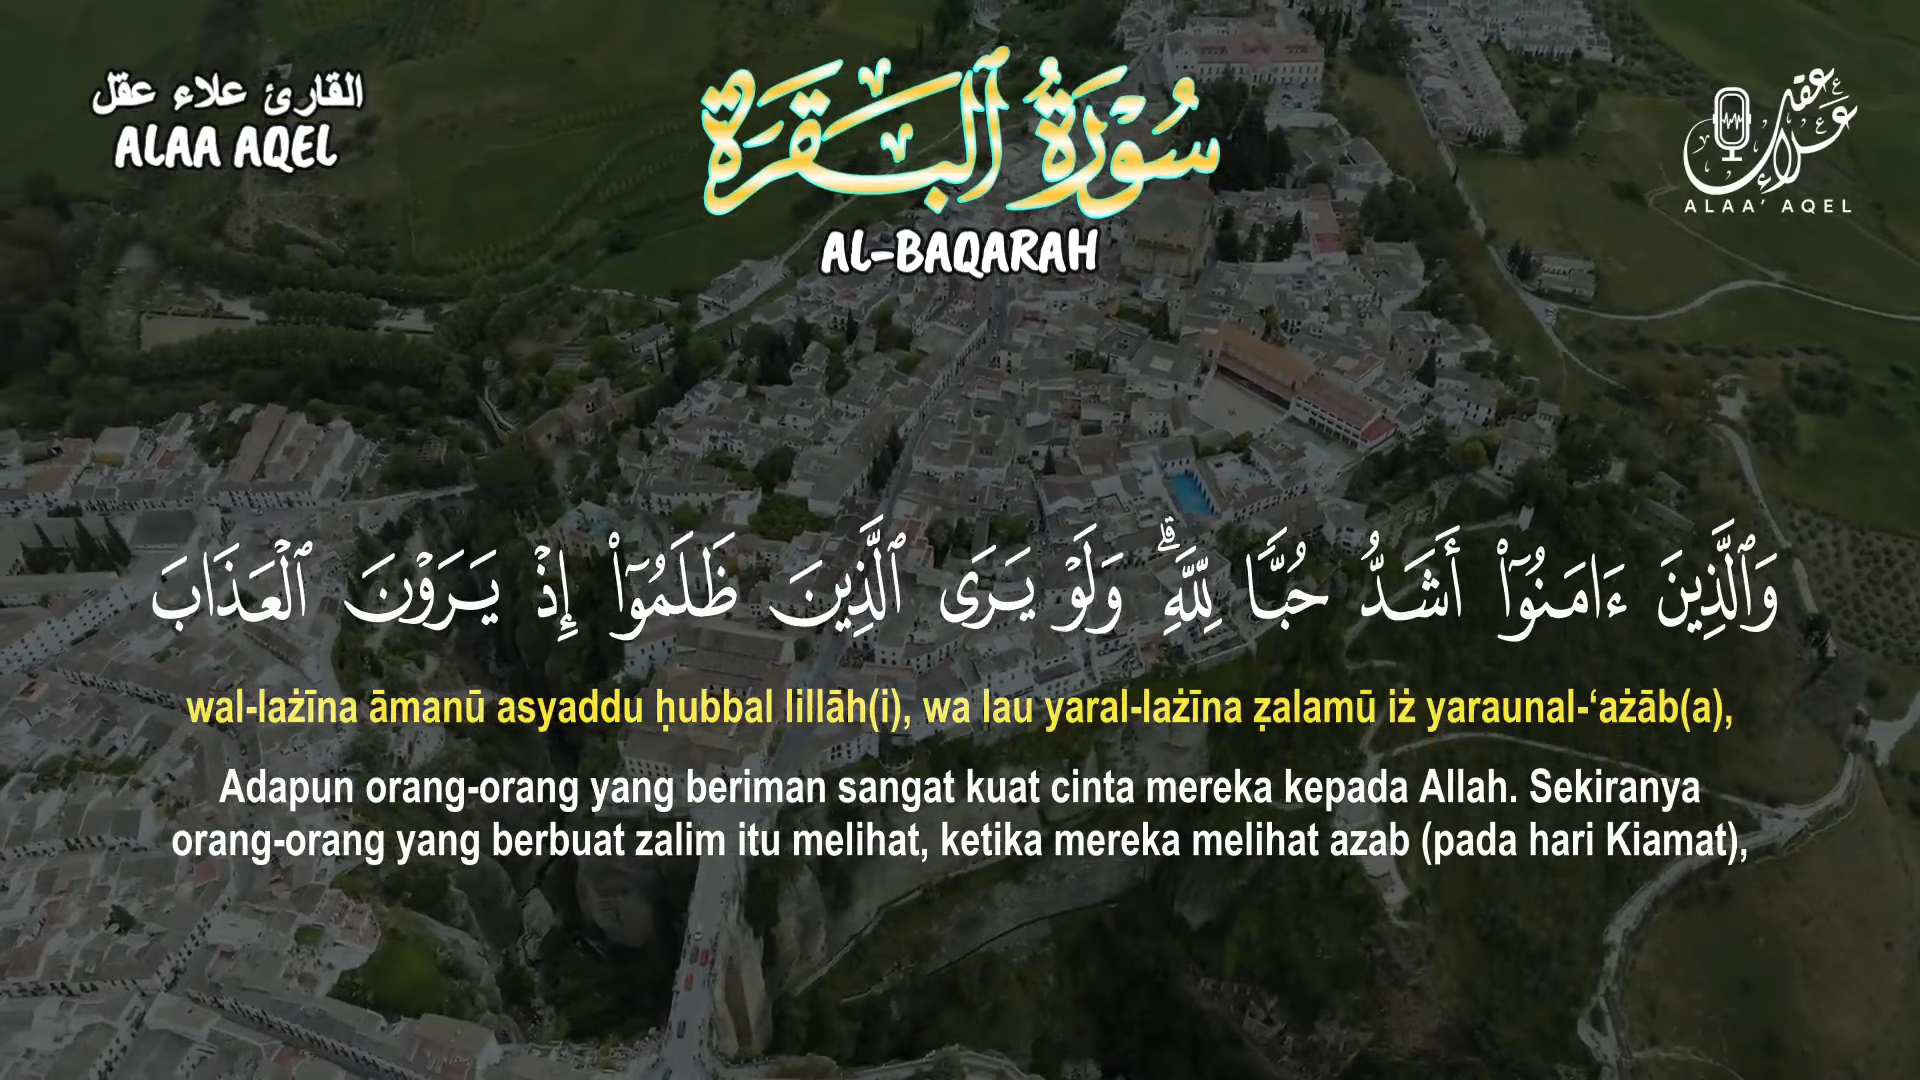 القارئ علاء عقل
ALAA AQEL
سُورَةُ ٱلبَقَرَة
AL-BAQARAH
علاء عقل
ALAA' AQEL
وَٱلَّذِينَ ءَامَنُوٓا۟ أَشَدُّ حُبًّا لِّلَّهِ ۗ وَلَوْ يَرَى ٱلَّذِينَ ظَلَمُوٓا۟ إِذْ يَرَوْنَ ٱلْعَذَابَ
wal-lażīna āmanū asyaddu ḥubbal lillāh(i), wa lau yaral-lażīna ẓalamū iż yaraunal-‘ażāb(a),
Adapun orang-orang yang beriman sangat kuat cinta mereka kepada Allah. Sekiranya
orang-orang yang berbuat zalim itu melihat, ketika mereka melihat azab (pada hari Kiamat),